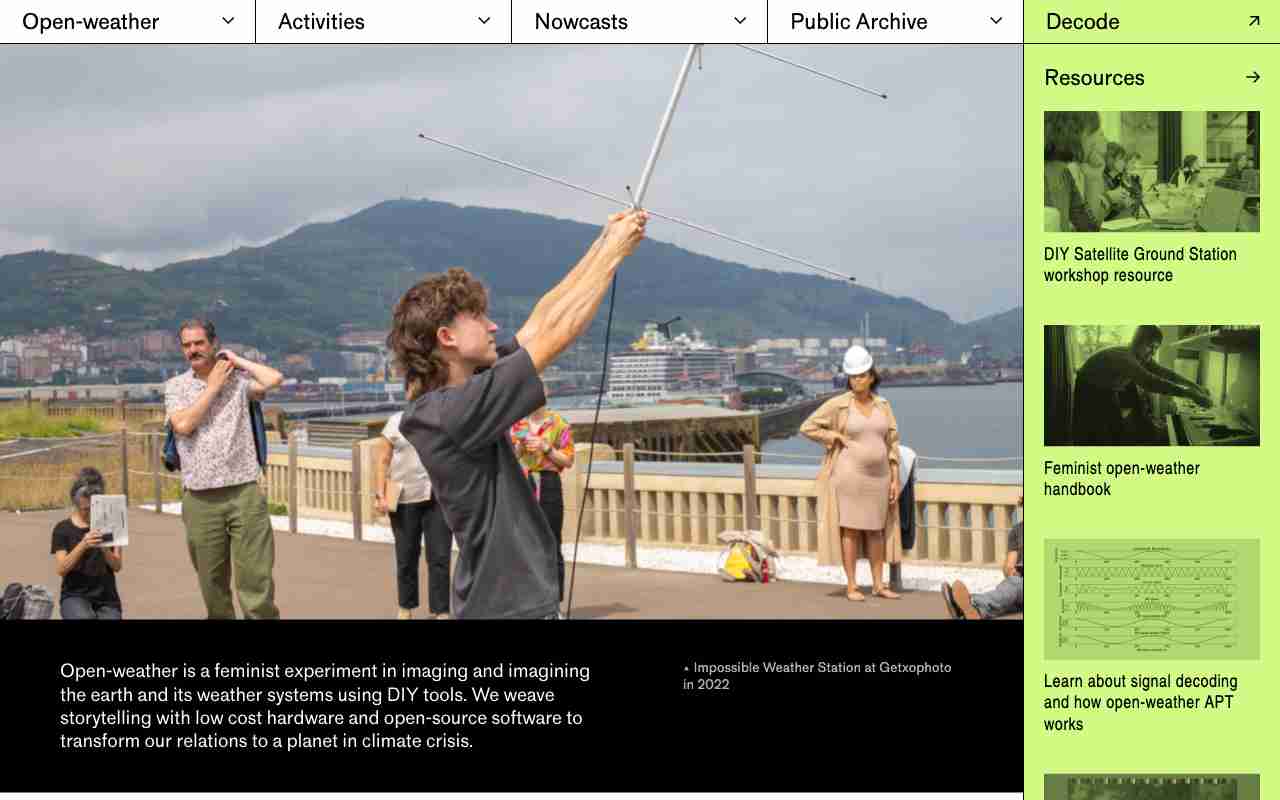 Open-weather
Activities
Nowcasts
Public Archive
Decode
Resources
DIY Satellite Ground Station
workshop resource
Feminist open-weather
handbook
Learn about signal decoding
and how open-weather APT
works
Open-weather is a feminist experiment in imaging and imagining
the earth and its weather systems using DIY tools. We weave
storytelling with low cost hardware and open-source software to
transform our relations to a planet in climate crisis.
▲ Impossible Weather Station at Getxophoto
in 2022